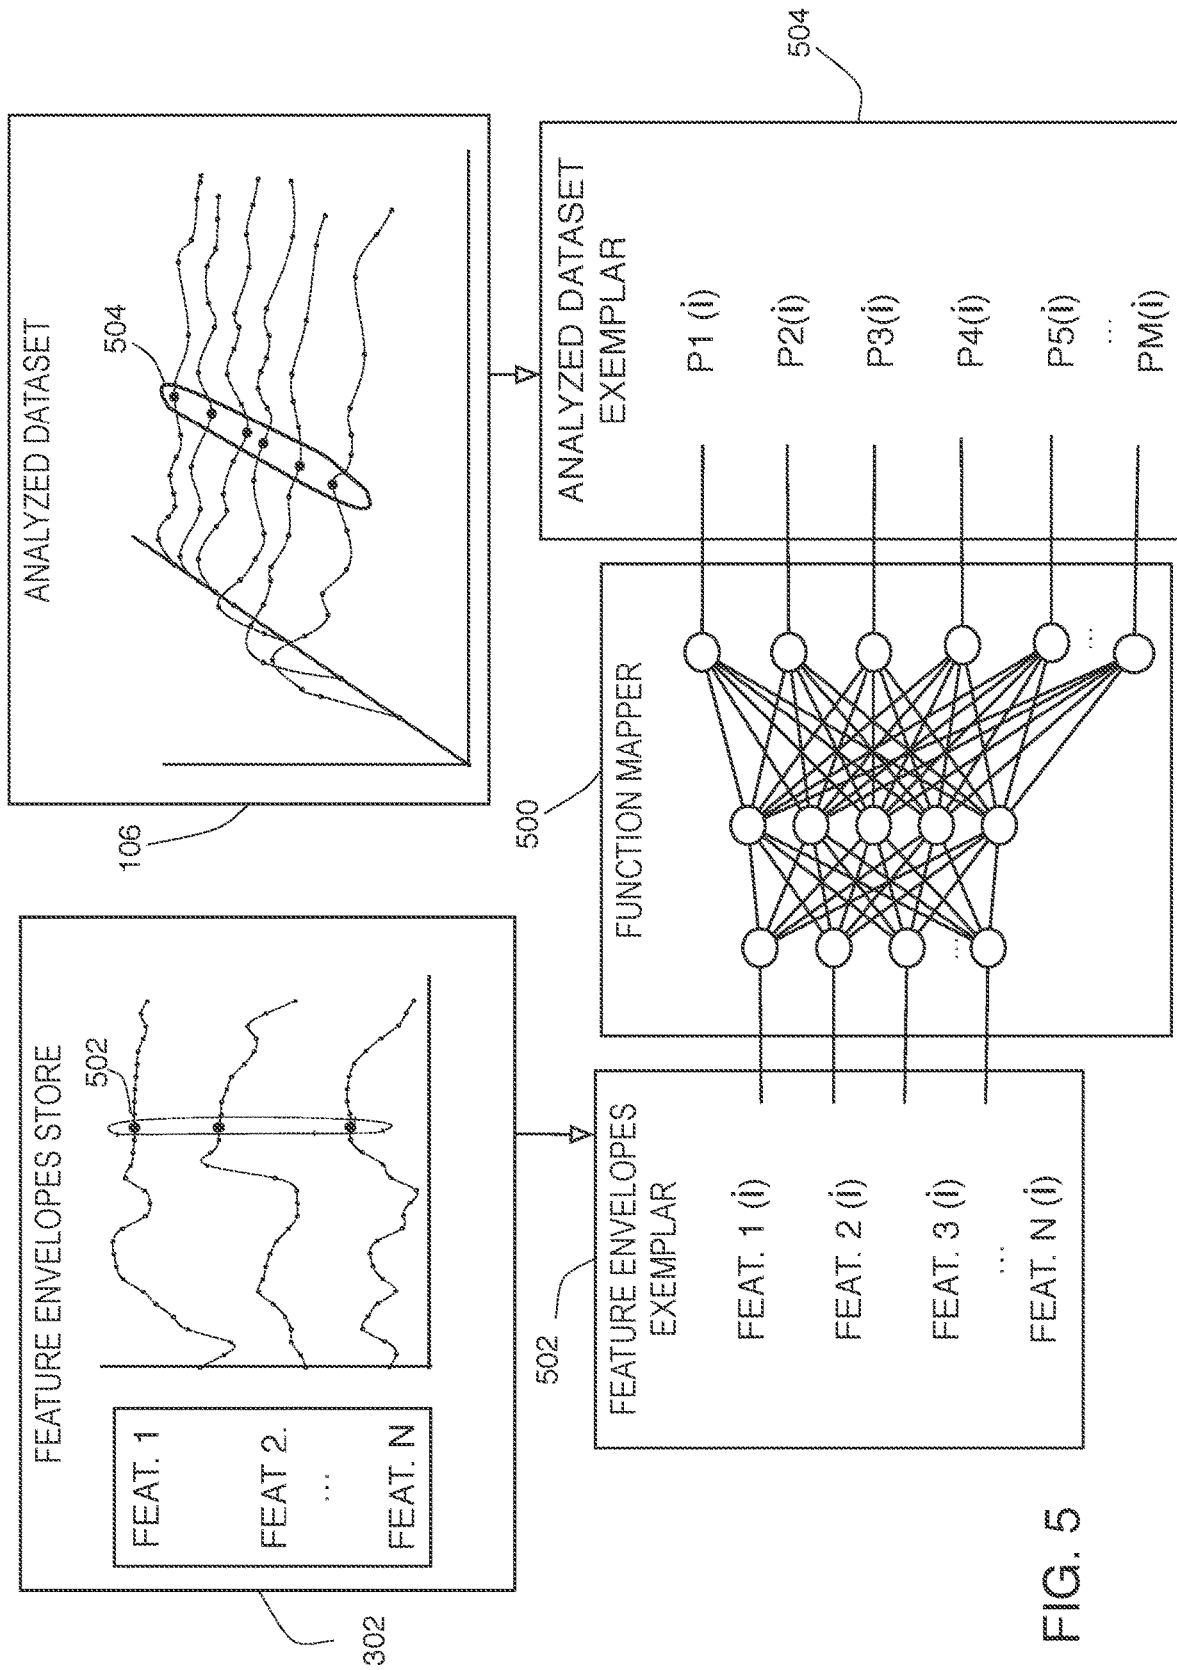 FEATURE ENVELOPES STORE
502
FEAT. 1
FEAT 2.
...
FEAT. N
302
ANALYZED DATASET
504
106
FEATURE ENVELOPES
EXEMPLAR
FEAT. 1 (i)
FEAT. 2 (i)
FEAT. 3 (i)
...
FEAT. N (i)
502
FUNCTION MAPPER
...
...
500
ANALYZED DATASET
EXEMPLAR
P1 (i)
P2(i)
P3(i)
P4(i)
P5(i)
...
PM(i)
504
FIG. 5